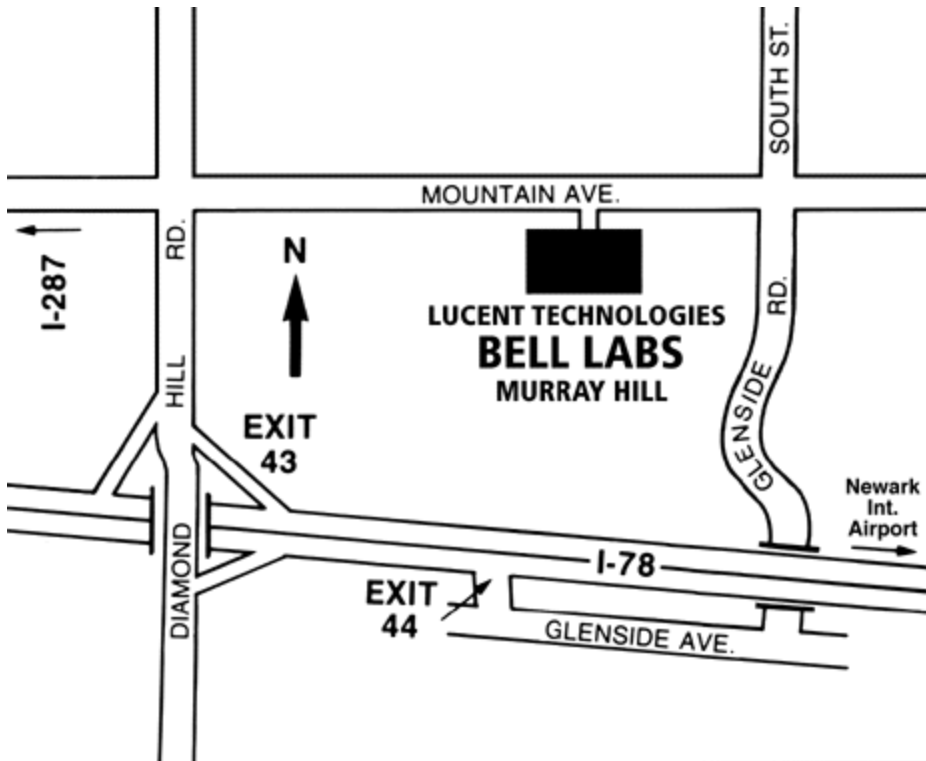 SOUTH ST.
MOUNTAIN AVE.
I-287
N
LUCENT TECHNOLOGIES
BELL LABS
MURRAY HILL
DIAMOND HILL RD.
GLENSIDE RD.
EXIT
43
Newark
Int.
Airport
I-78
EXIT
44
GLENSIDE AVE.